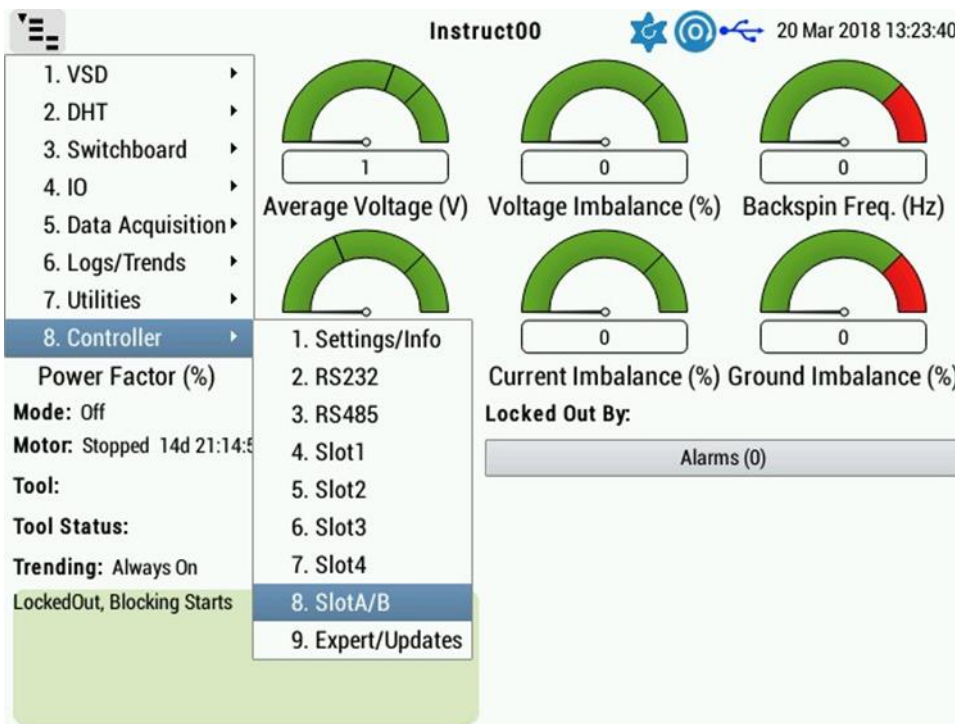 Instruct00
20 Mar 2018 13:23:40
1. VSD
2. DHT
3. Switchboard
4. IO
5. Data Acquisition
6. Logs/Trends
7. Utilities
8. Controller
1. Settings/Info
2. RS232
3. RS485
4. Slot1
5. Slot2
6. Slot3
7. Slot4
8. SlotA/B
9. Expert/Updates
1
Average Voltage (V)
0
Voltage Imbalance (%)
0
Backspin Freq. (Hz)
Power Factor (%)
0
Current Imbalance (%)
0
Ground Imbalance (%)
Mode: Off
Motor: Stopped 14d 21:14:5
Tool:
Tool Status:
Trending: Always On
LockedOut, Blocking Starts
Locked Out By:
Alarms (0)